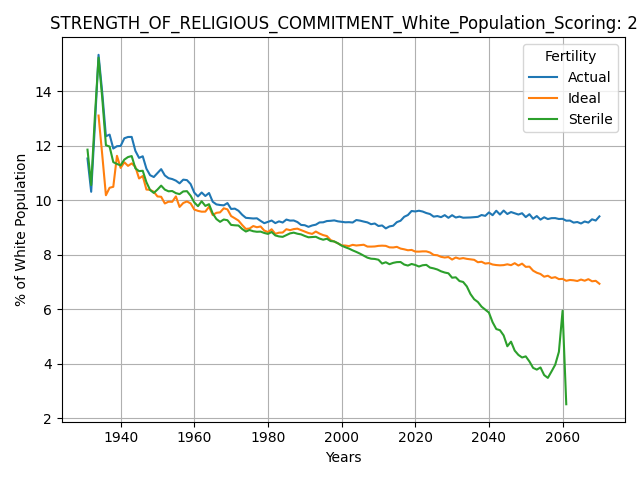 STRENGTH_OF_RELIGIOUS_COMMITMENT_White_Population_Scoring: 2
Fertility
Actual
Ideal
Sterile
% of White Population
14
12
10
8
6
4
2
1940
1960
1980
2000
2020
2040
2060
Years